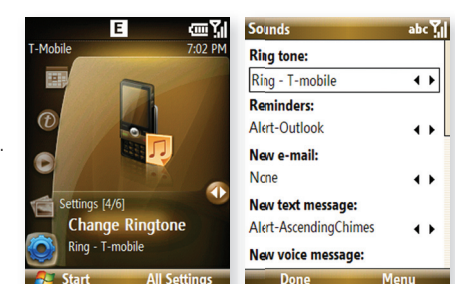 E
T-Mobile 7:02 PM
Settings [4/6]
Change Ringtone
Ring - T-mobile
Start All Settings
.
Sounds abc
Ring tone:
Ring - T-mobile
Reminders:
Alert-Outlook
New e-mail:
None
New text message:
Alert-AscendingChimes
New voice message:
Done Menu